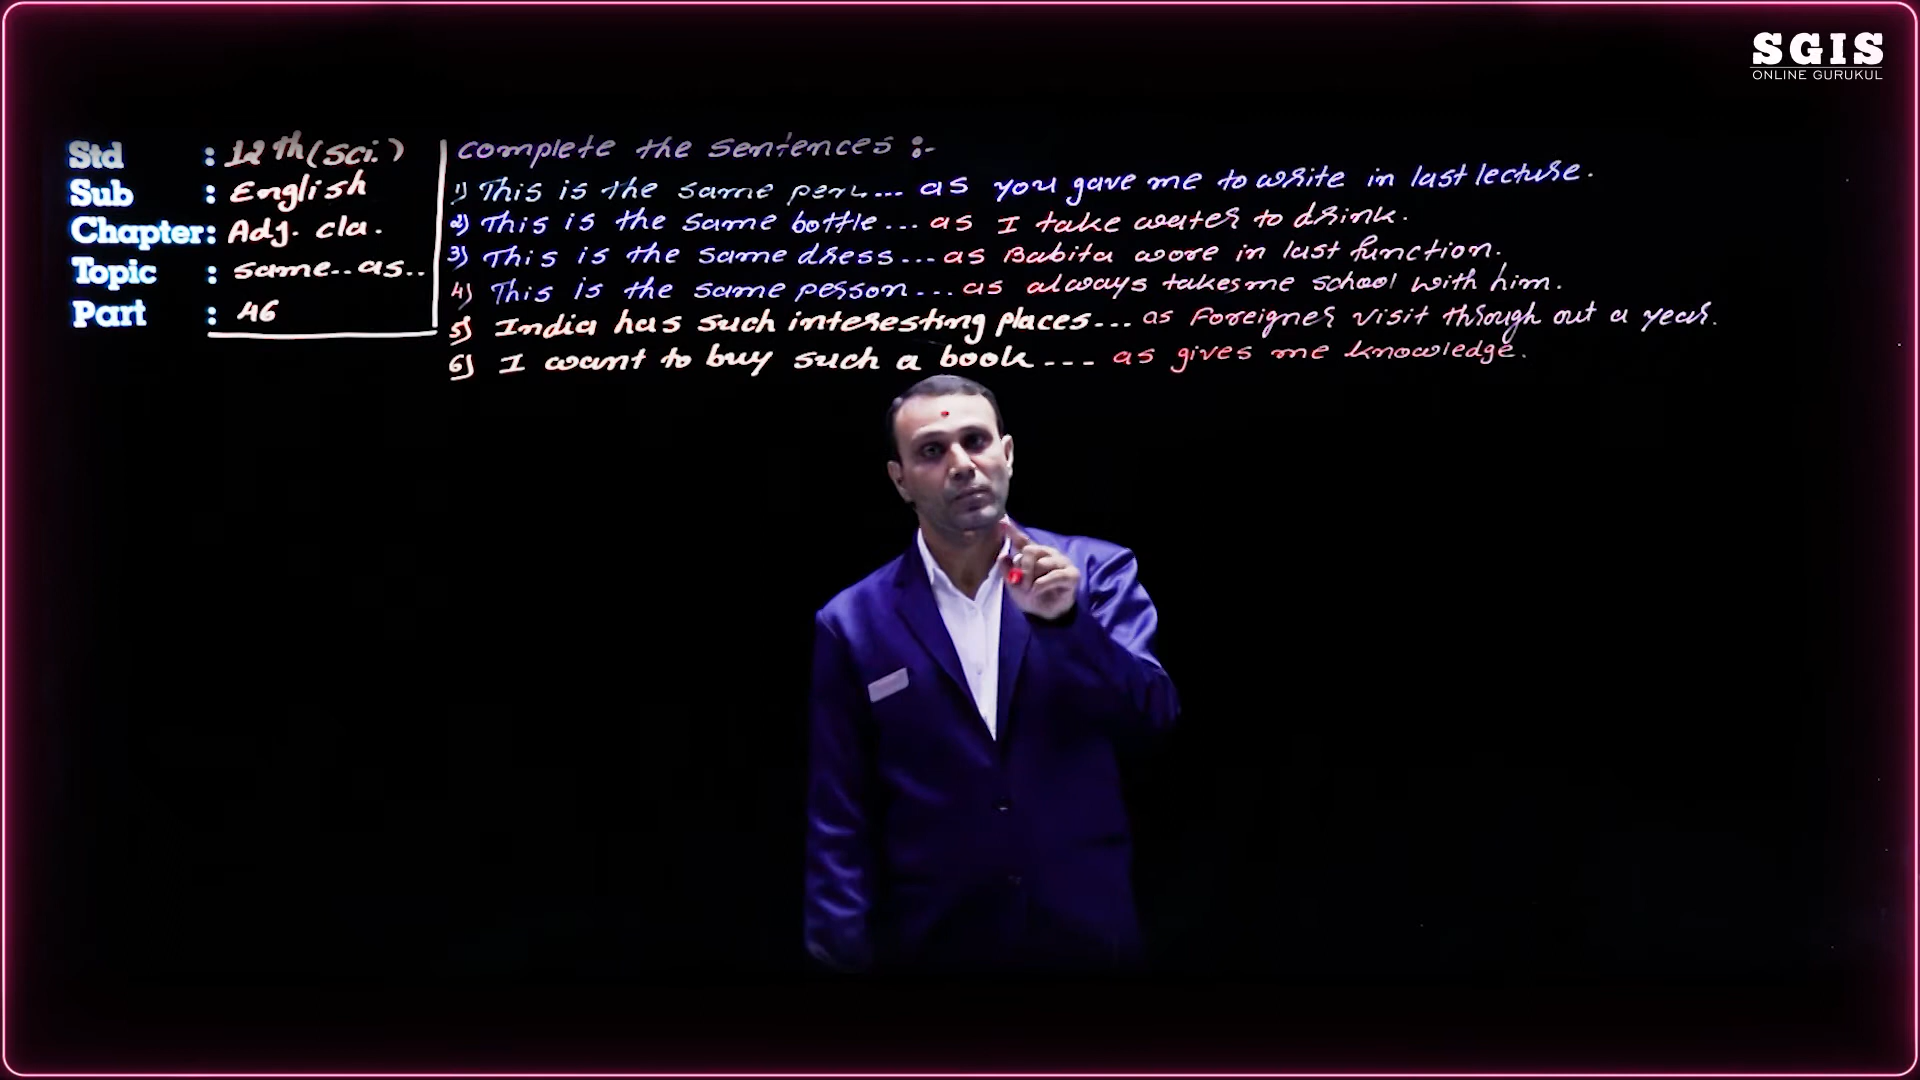 SGIS
ONLINE GURUKUL
Std : 12th (Sci.)
Sub : English
Chapter: Adj. cla.
Topic : same..as..
Part : 46
complete the sentences :-
1) This is the same pen... as you gave me to write in last lecture.
2) This is the same bottle... as I take water to drink.
3) This is the same dress... as Babita wore in last function.
4) This is the same person... as always takes me school with him.
5) India has such interesting places... as Foreigner visit through out a year.
6) I want to buy such a book --- as gives me knowledge.